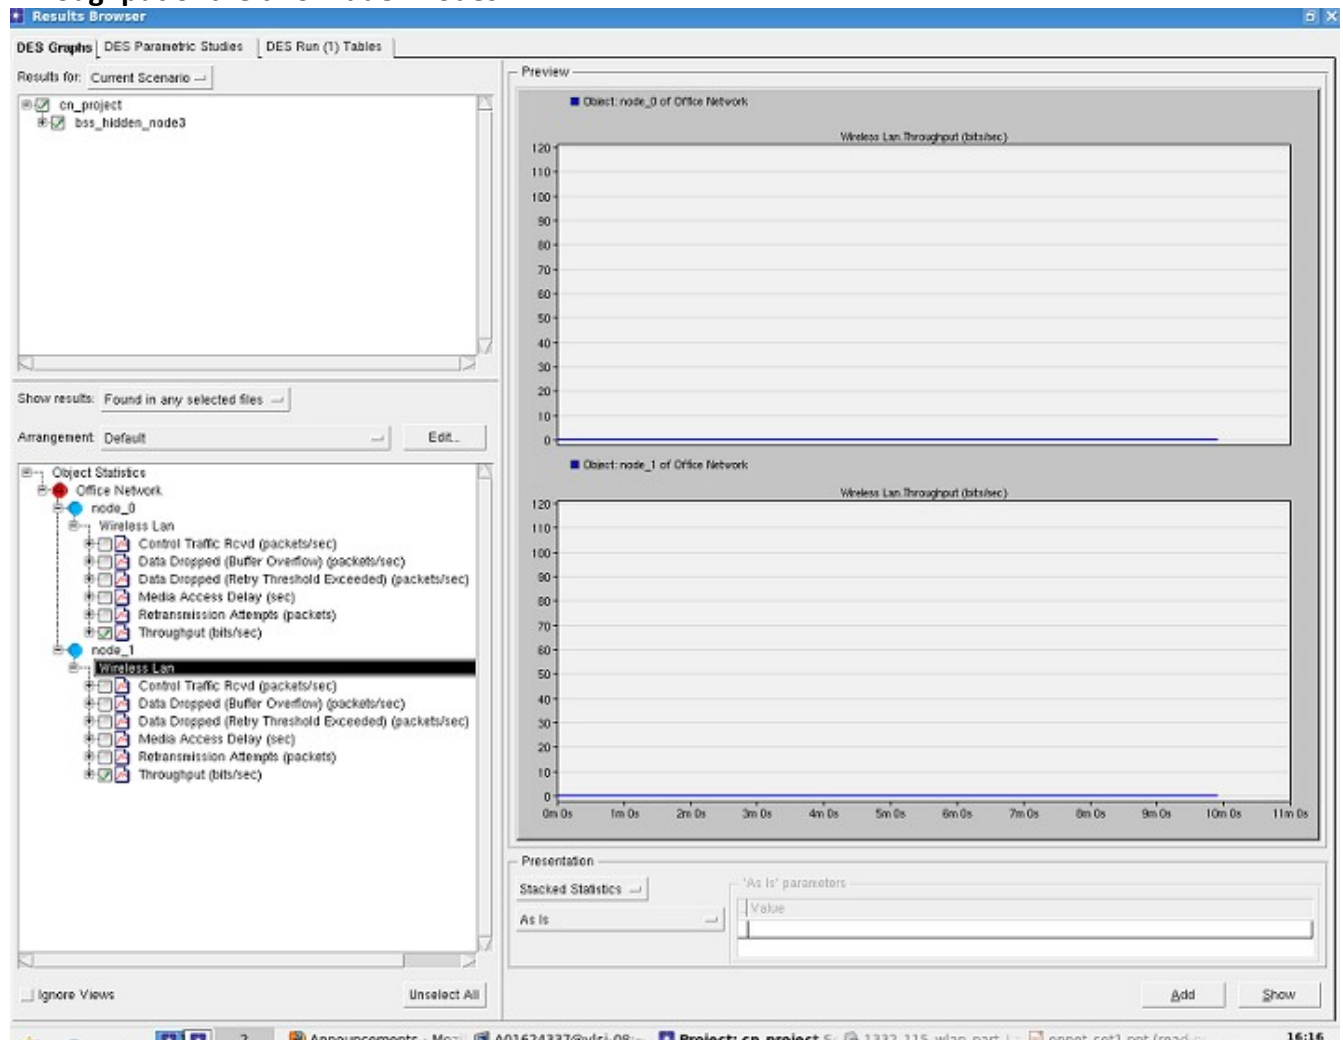 Results Browser
DES Graphs DES Parametric Studies DES Run (1) Tables
Results for: Current Scenario
cn_project
bss_hidden_node3
Show results: Found in any selected files
Arrangement: Default Edit...
Object Statistics
Office Network
node_0
Wireless Lan
Control Traffic Rcvd (packets/sec)
Data Dropped (Buffer Overflow) (packets/sec)
Data Dropped (Retry Threshold Exceeded) (packets/sec)
Media Access Delay (sec)
Retransmission Attempts (packets)
Throughput (bits/sec)
node_1
Wireless Lan
Control Traffic Rcvd (packets/sec)
Data Dropped (Buffer Overflow) (packets/sec)
Data Dropped (Retry Threshold Exceeded) (packets/sec)
Media Access Delay (sec)
Retransmission Attempts (packets)
Throughput (bits/sec)
Ignore Views Unselect All
Preview
Object: node_0 of Office Network
Wireless Lan.Throughput (bits/sec)
120
110
100
90
80
70
60
50
40
30
20
10
0
Object: node_1 of Office Network
Wireless Lan.Throughput (bits/sec)
120
110
100
90
80
70
60
50
40
30
20
10
0
0m 0s 1m 0s 2m 0s 3m 0s 4m 0s 5m 0s 6m 0s 7m 0s 8m 0s 9m 0s 10m 0s 11m 0s
Presentation
Stacked Statistics
As Is
'As Is' parameters
Value
Add Show
2 Announcements - Moz A01624337@vlsi-08:~ Project: cn_project 1332_115_wlan_part 16:16